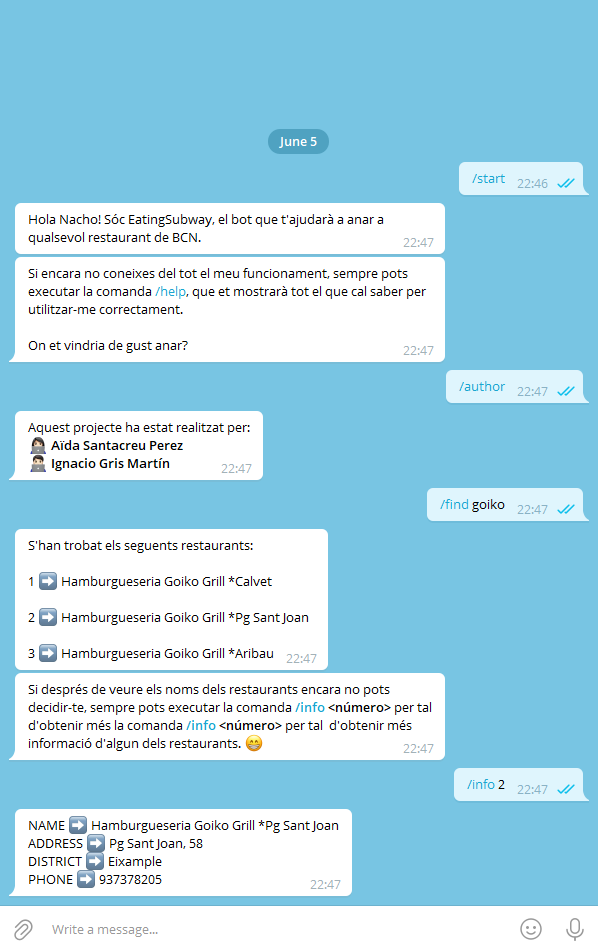 June 5
/start 22:46
Hola Nacho! Sóc EatingSubway, el bot que t'ajudarà a anar a
qualsevol restaurant de BCN.
22:47
Si encara no coneixes del tot el meu funcionament, sempre pots
executar la comanda /help, que et mostrarà tot el que cal saber per
utilitzar-me correctament.
On et vindria de gust anar?
22:47
/author 22:47
Aquest projecte ha estat realitzat per:
Aïda Santacreu Perez
Ignacio Gris Martín
22:47
/find goiko 22:47
S'han trobat els seguents restaurants:
1 ➡️ Hamburgueseria Goiko Grill *Calvet
2 ➡️ Hamburgueseria Goiko Grill *Pg Sant Joan
3 ➡️ Hamburgueseria Goiko Grill *Aribau
22:47
Si després de veure els noms dels restaurants encara no pots
decidir-te, sempre pots executar la comanda /info <número> per tal
d'obtenir més la comanda /info <número> per tal d'obtenir més
informació d'algun dels restaurants. 😁
22:47
/info 2 22:47
NAME ➡️ Hamburgueseria Goiko Grill *Pg Sant Joan
ADDRESS ➡️ Pg Sant Joan, 58
DISTRICT ➡️ Eixample
PHONE ➡️ 937378205
22:47
Write a message...